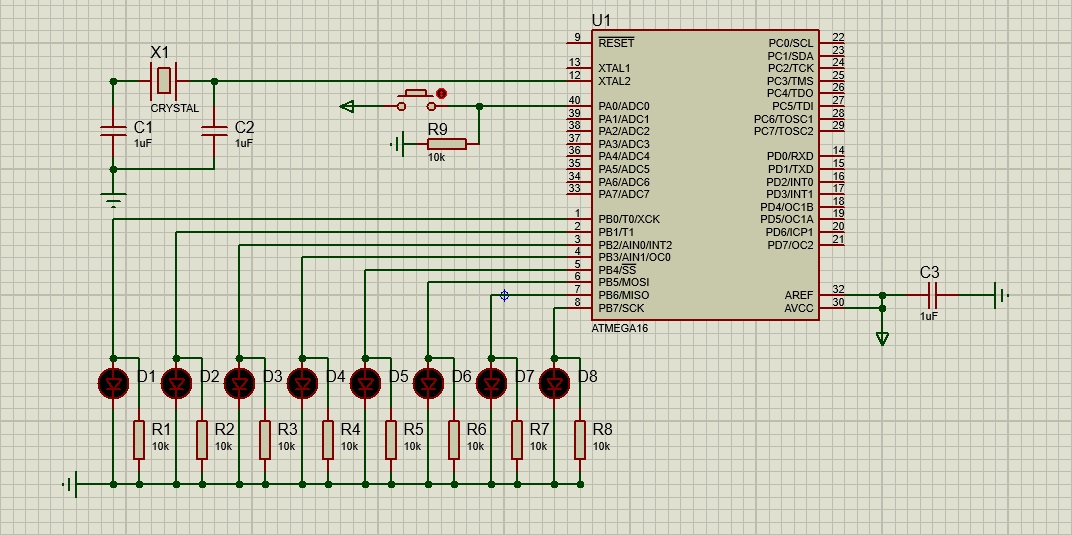 U1
X1
CRYSTAL
C1
1uF
C2
1uF
R9
10k
9 RESET
13 XTAL1
12 XTAL2
40 PA0/ADC0
39 PA1/ADC1
38 PA2/ADC2
37 PA3/ADC3
36 PA4/ADC4
35 PA5/ADC5
34 PA6/ADC6
33 PA7/ADC7
1 PB0/T0/XCK
2 PB1/T1
3 PB2/AIN0/INT2
4 PB3/AIN1/OC0
5 PB4/SS
6 PB5/MOSI
7 PB6/MISO
8 PB7/SCK
PC0/SCL 22
PC1/SDA 23
PC2/TCK 24
PC3/TMS 25
PC4/TDO 26
PC5/TDI 27
PC6/TOSC1 28
PC7/TOSC2 29
PD0/RXD 14
PD1/TXD 15
PD2/INT0 16
PD3/INT1 17
PD4/OC1B 18
PD5/OC1A 19
PD6/ICP1 20
PD7/OC2 21
AREF 32
AVCC 30
ATMEGA16
C3
1uF
D1 D2 D3 D4 D5 D6 D7 D8
R1 R2 R3 R4 R5 R6 R7 R8
10k 10k 10k 10k 10k 10k 10k 10k